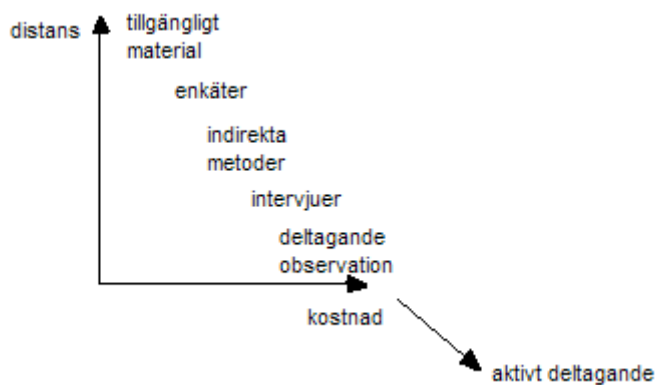 distans
tillgängligt
material
enkäter
indirekta
metoder
intervjuer
deltagande
observation
kostnad
aktivt deltagande